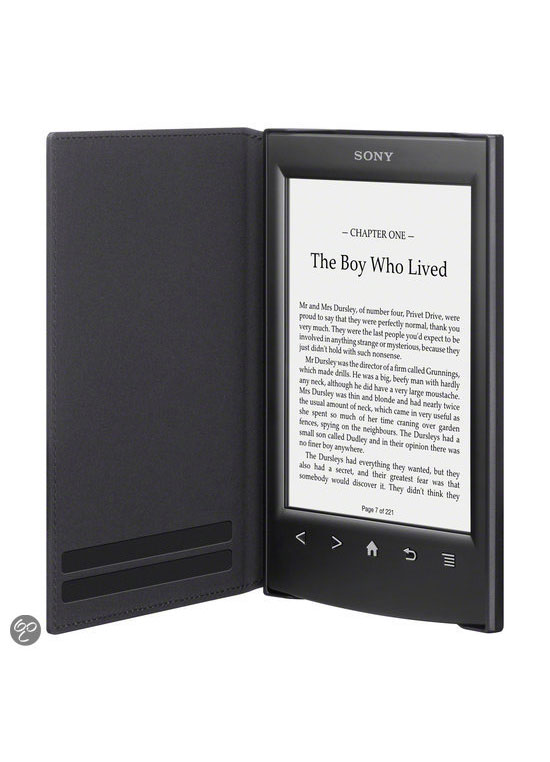 SONY
– CHAPTER ONE –
The Boy Who Lived
Mr and Mrs Dursley, of number four, Privet Drive, were
proud to say that they were perfectly normal, thank you
very much. They were the last people you'd expect to be
involved in anything strange or mysterious, because they
just didn't hold with such nonsense.
Mr Dursley was the director of a firm called Grunnings,
which made drills. He was a big, beefy man with hardly
any neck, although he did have a very large moustache.
Mrs Dursley was thin and blonde and had nearly twice
the usual amount of neck, which came in very useful as
she spent so much of her time craning over garden
fences, spying on the neighbours. The Dursleys had a
small son called Dudley and in their opinion there was
no finer boy anywhere.
The Dursleys had everything they wanted, but they
also had a secret, and their greatest fear was that
somebody would discover it. They didn't think they
Page 7 of 221